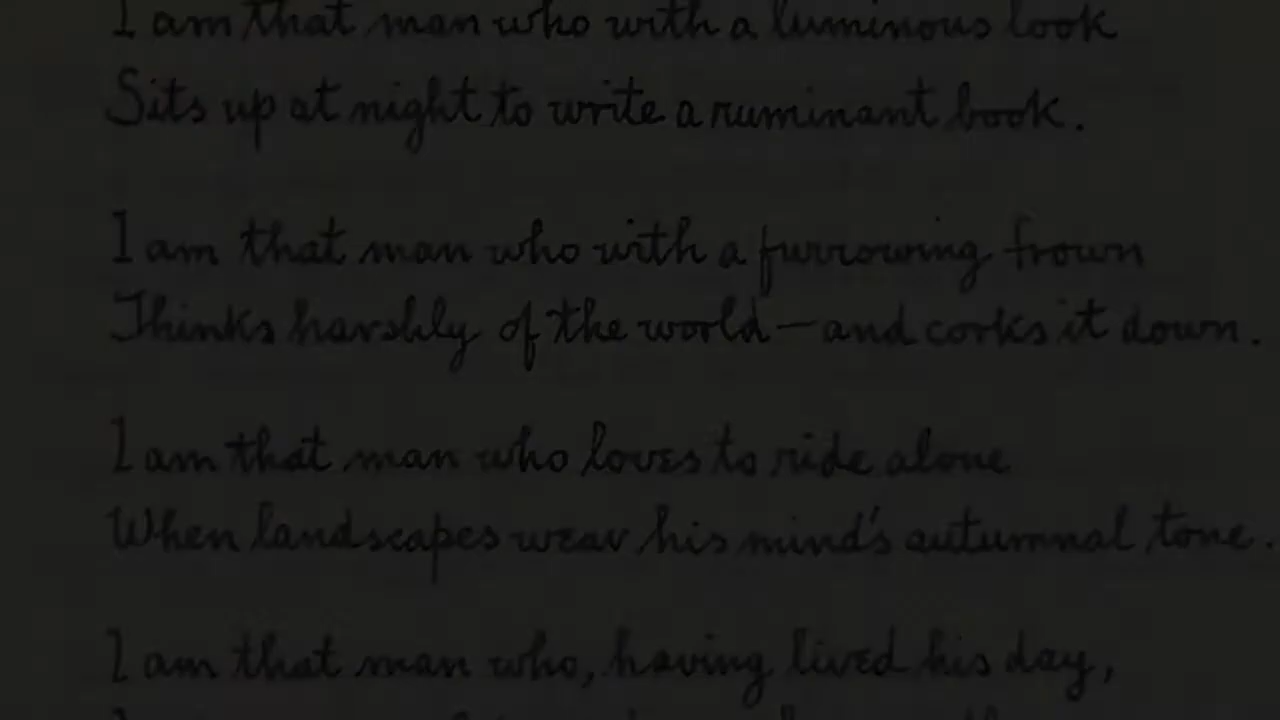 I am that man who with a luminous look
Sits up at night to write a ruminant book.
I am that man who with a furrowing frown
Thinks harshly of the world—and corks it down.
I am that man who loves to ride alone
When landscapes wear his mind's autumnal tone.
I am that man who, having lived his day,